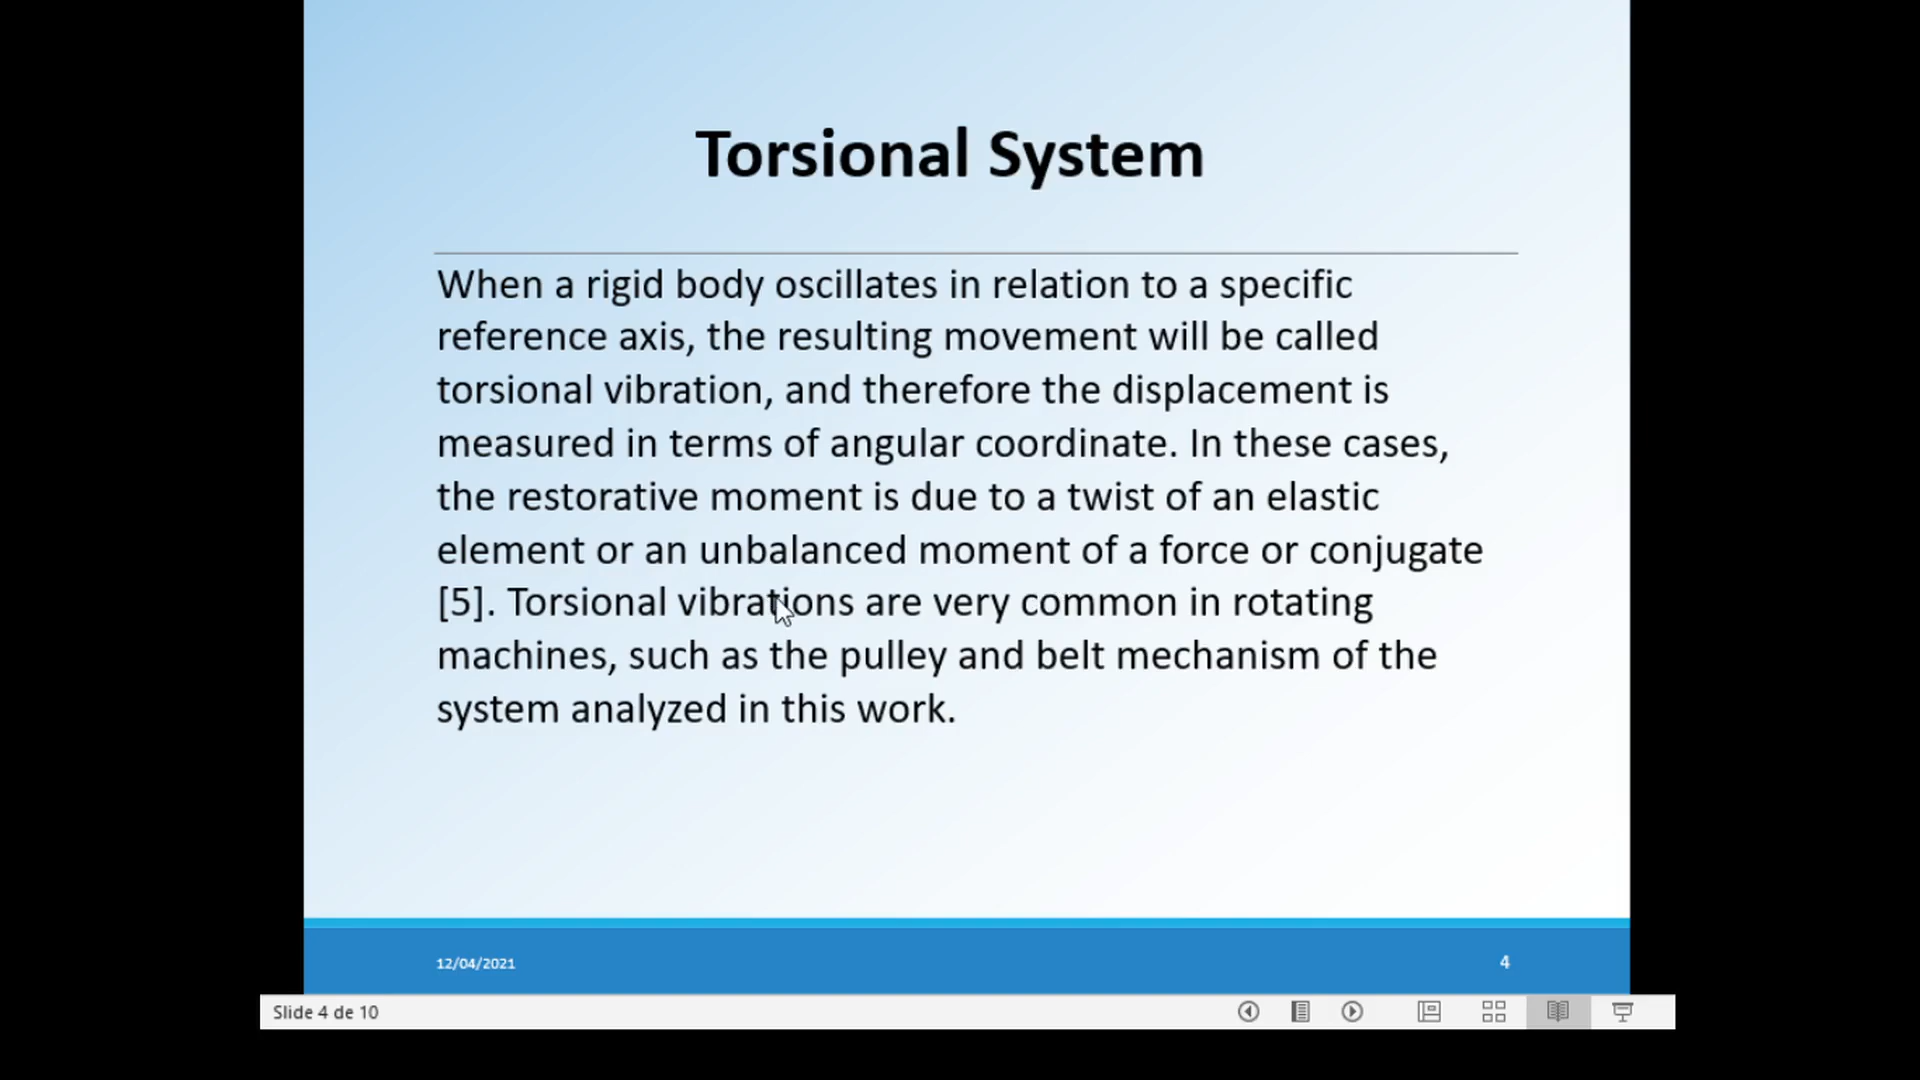 Torsional System
When a rigid body oscillates in relation to a specific
reference axis, the resulting movement will be called
torsional vibration, and therefore the displacement is
measured in terms of angular coordinate. In these cases,
the restorative moment is due to a twist of an elastic
element or an unbalanced moment of a force or conjugate
[5]. Torsional vibrations are very common in rotating
machines, such as the pulley and belt mechanism of the
system analyzed in this work.
12/04/2021
4
Slide 4 de 10